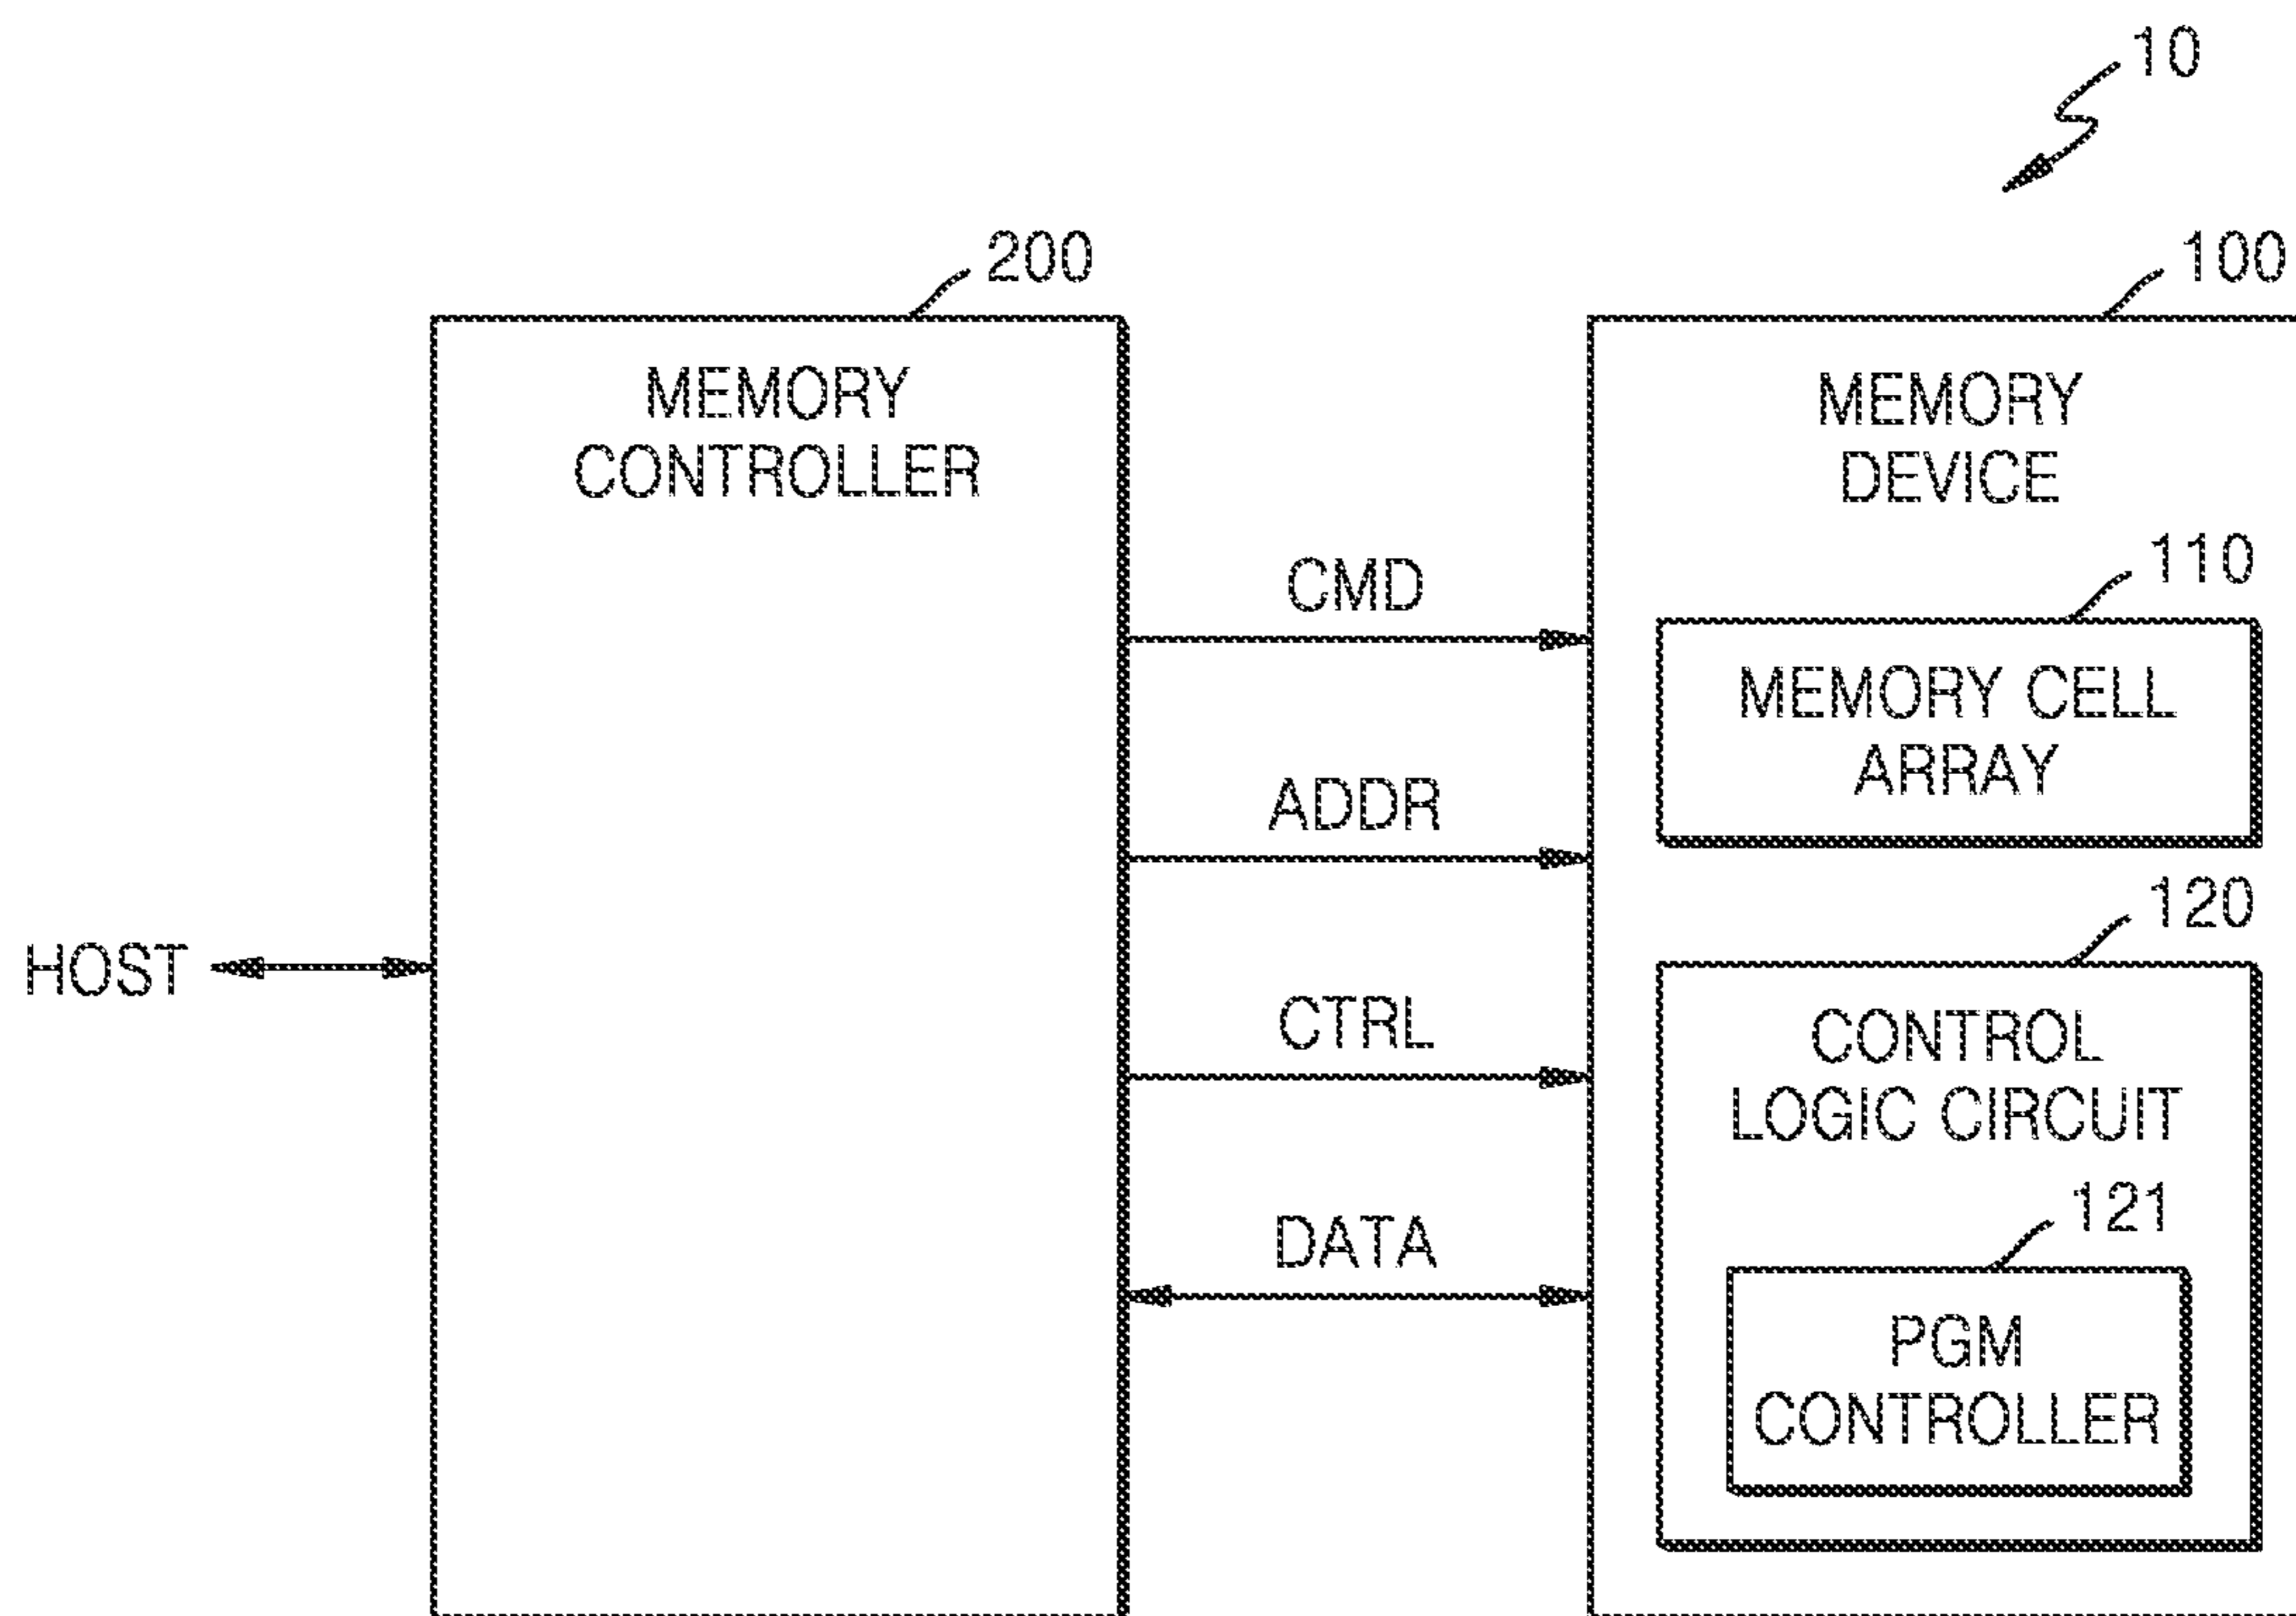 10
200
100
MEMORY
CONTROLLER
MEMORY
DEVICE
110
CMD
MEMORY CELL
ARRAY
ADDR
120
HOST
CTRL
CONTROL
LOGIC CIRCUIT
121
DATA
PGM
CONTROLLER